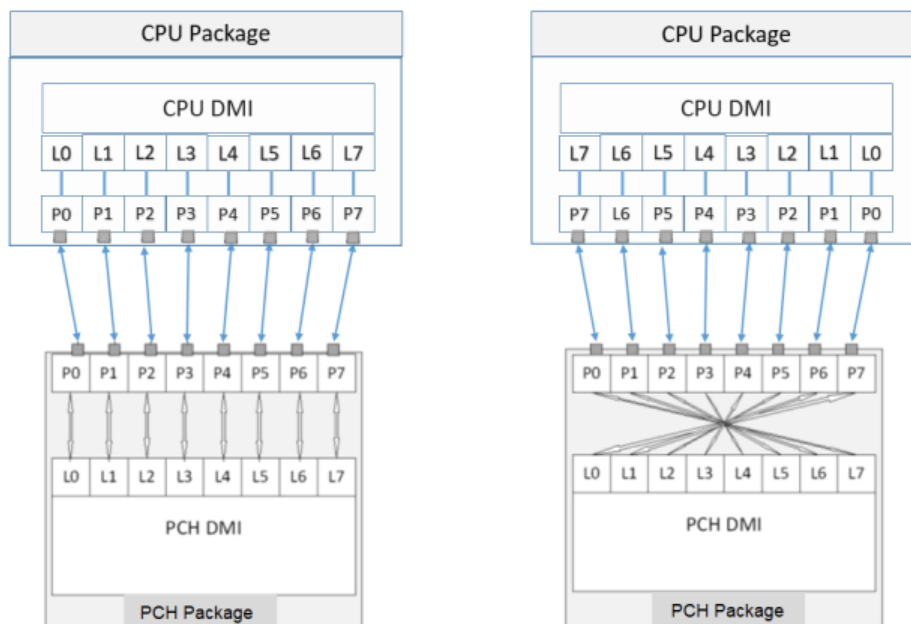 CPU Package
CPU DMI
L0 L1 L2 L3 L4 L5 L6 L7
P0 P1 P2 P3 P4 P5 P6 P7
P0 P1 P2 P3 P4 P5 P6 P7
L0 L1 L2 L3 L4 L5 L6 L7
PCH DMI
PCH Package
CPU Package
CPU DMI
L7 L6 L5 L4 L3 L2 L1 L0
P7 L6 P5 P4 P3 P2 P1 P0
P0 P1 P2 P3 P4 P5 P6 P7
L0 L1 L2 L3 L4 L5 L6 L7
PCH DMI
PCH Package